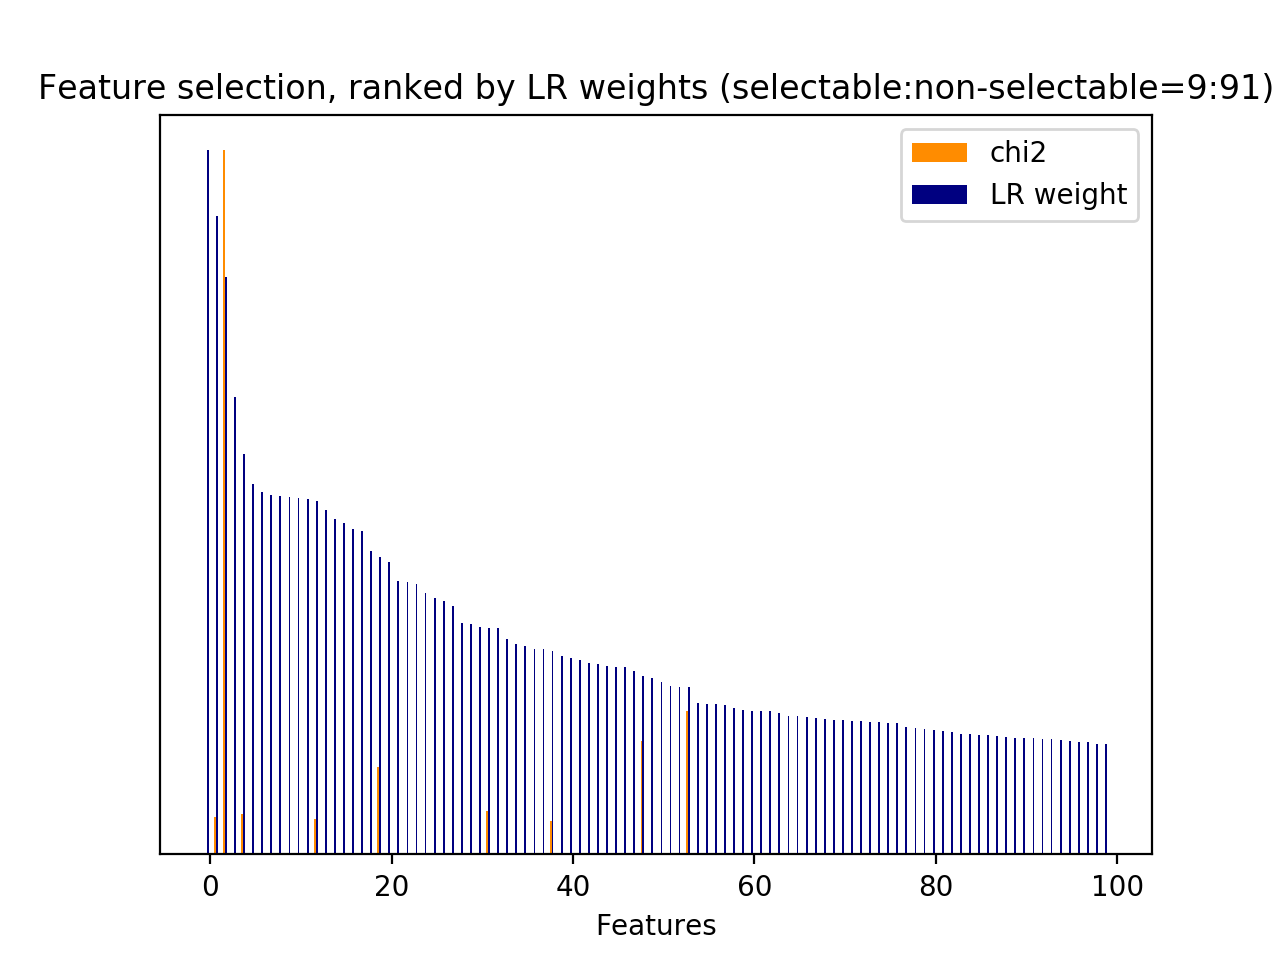 Feature selection, ranked by LR weights (selectable:non-selectable=9:91)
chi2
LR weight
0 20 40 60 80 100
Features